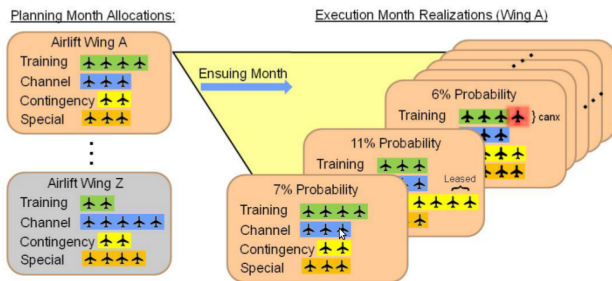 Planning Month Allocations:
Execution Month Realizations (Wing A)
Airlift Wing A
Training
Channel
Contingency
Special
Airlift Wing Z
Training
Channel
Contingency
Special
Ensuing Month
6% Probability
Training
} canx
11% Probability
Training
Leased
7% Probability
Training
Channel
Contingency
Special